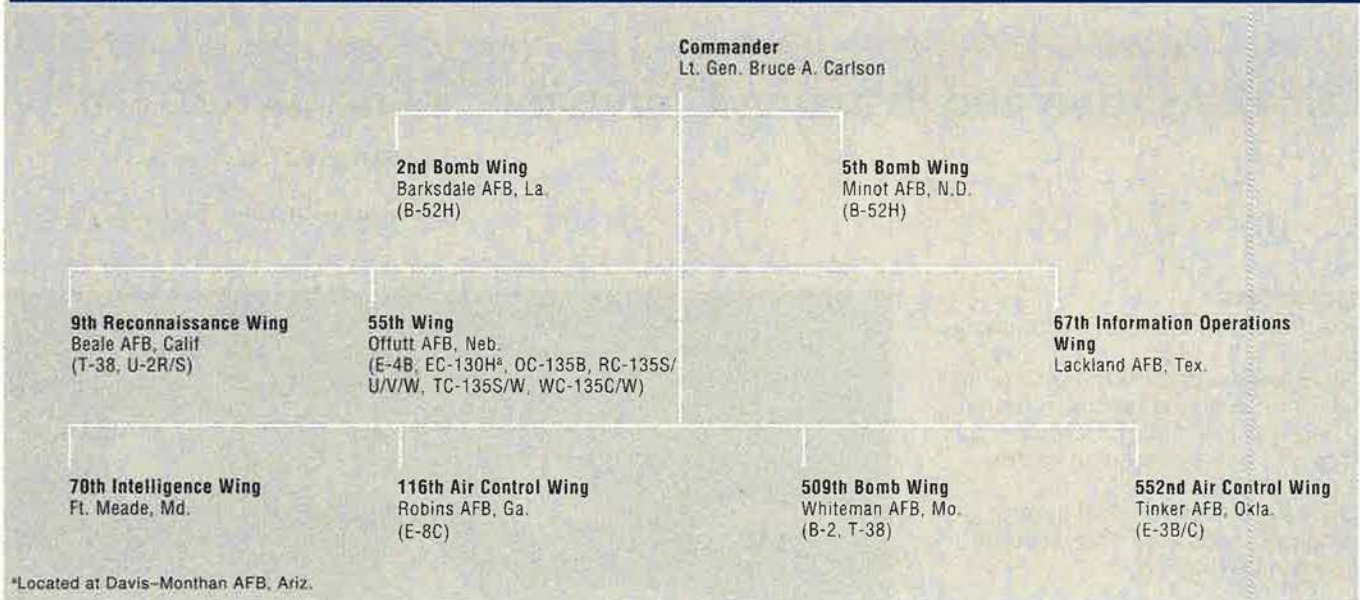 Commander
Lt. Gen. Bruce A. Carlson
2nd Bomb Wing
Barksdale AFB, La.
(B-52H)
5th Bomb Wing
Minot AFB, N.D.
(B-52H)
9th Reconnaissance Wing
Beale AFB, Calif
(T-38, U-2R/S)
55th Wing
Offutt AFB, Neb.
(E-4B, EC-130Hª, OC-135B, RC-135S/
U/V/W, TC-135S/W, WC-135C/W)
67th Information Operations
Wing
Lackland AFB, Tex.
70th Intelligence Wing
Ft. Meade, Md.
116th Air Control Wing
Robins AFB, Ga.
(E-8C)
509th Bomb Wing
Whiteman AFB, Mo.
(B-2, T-38)
552nd Air Control Wing
Tinker AFB, Okla.
(E-3B/C)
ªLocated at Davis–Monthan AFB, Ariz.